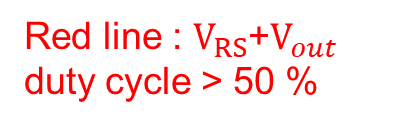 Red line : V_RS+V_out
duty cycle > 50 %